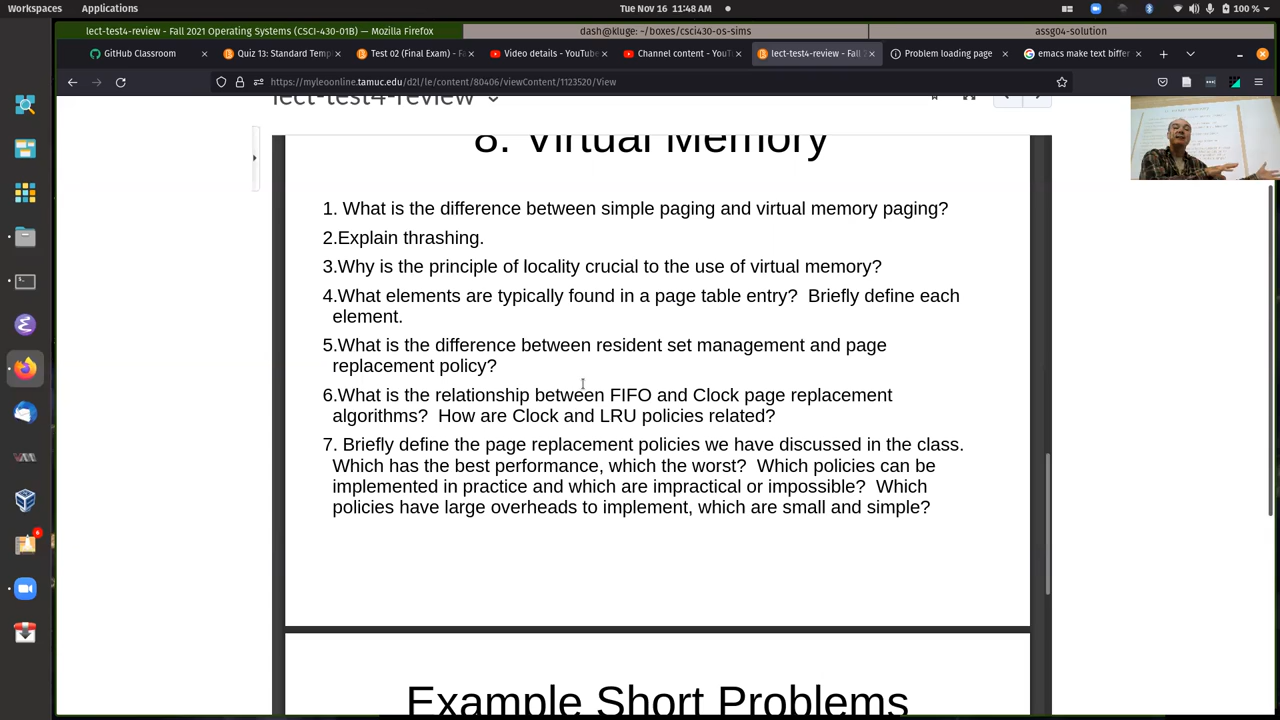 Workspaces Applications Tue Nov 16 11:48 AM 100 %
lect-test4-review - Fall 2021 Operating Systems (CSCI-430-01B) — Mozilla Firefox dash@kluge: ~/boxes/csci430-os-sims assg04-solution
GitHub Classroom Quiz 13: Standard Temp Test 02 (Final Exam) - Fa Video details - YouTube Channel content - YouT lect-test4-review - Fall 2 Problem loading page emacs make text differ
https://myleoonline.tamuc.edu/d2l/le/content/80406/viewContent/1123520/View
lect-test4-review
8. Virtual Memory
1. What is the difference between simple paging and virtual memory paging?
2.Explain thrashing.
3.Why is the principle of locality crucial to the use of virtual memory?
4.What elements are typically found in a page table entry?  Briefly define each
element.
5.What is the difference between resident set management and page
replacement policy?
6.What is the relationship between FIFO and Clock page replacement
algorithms?  How are Clock and LRU policies related?
7. Briefly define the page replacement policies we have discussed in the class.
Which has the best performance, which the worst?  Which policies can be
implemented in practice and which are impractical or impossible?  Which
policies have large overheads to implement, which are small and simple?
Example Short Problems